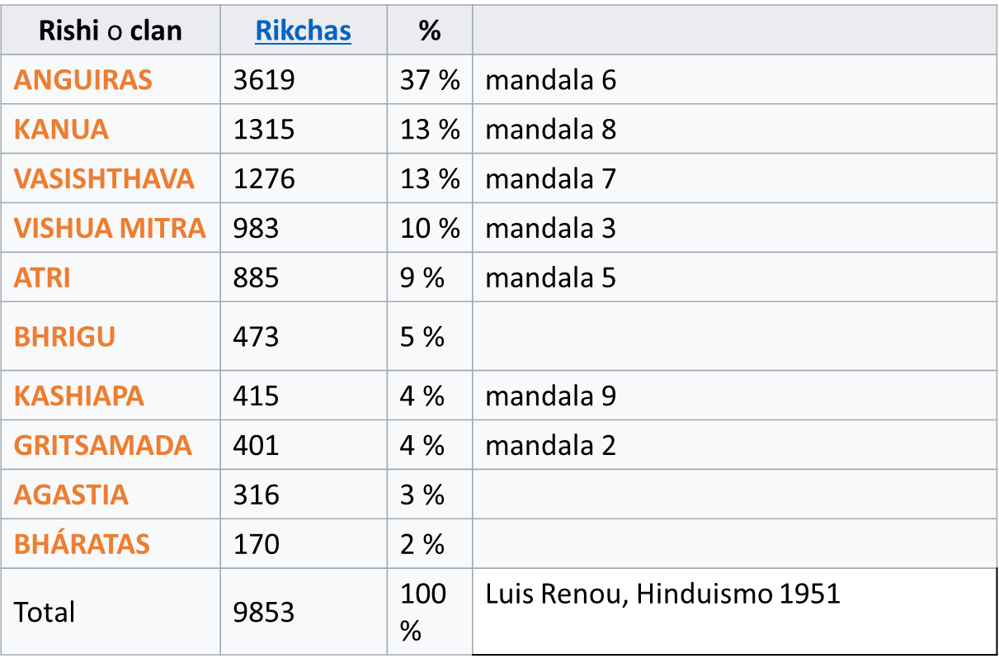 Rishi o clan Rikchas %
ANGUIRAS 3619 37 % mandala 6
KANUA 1315 13 % mandala 8
VASISHTHAVA 1276 13 % mandala 7
VISHUA MITRA 983 10 % mandala 3
ATRI 885 9 % mandala 5
BHRIGU 473 5 %
KASHIAPA 415 4 % mandala 9
GRITSAMADA 401 4 % mandala 2
AGASTIA 316 3 %
BHÁRATAS 170 2 %
Total 9853 100 % Luis Renou, Hinduismo 1951